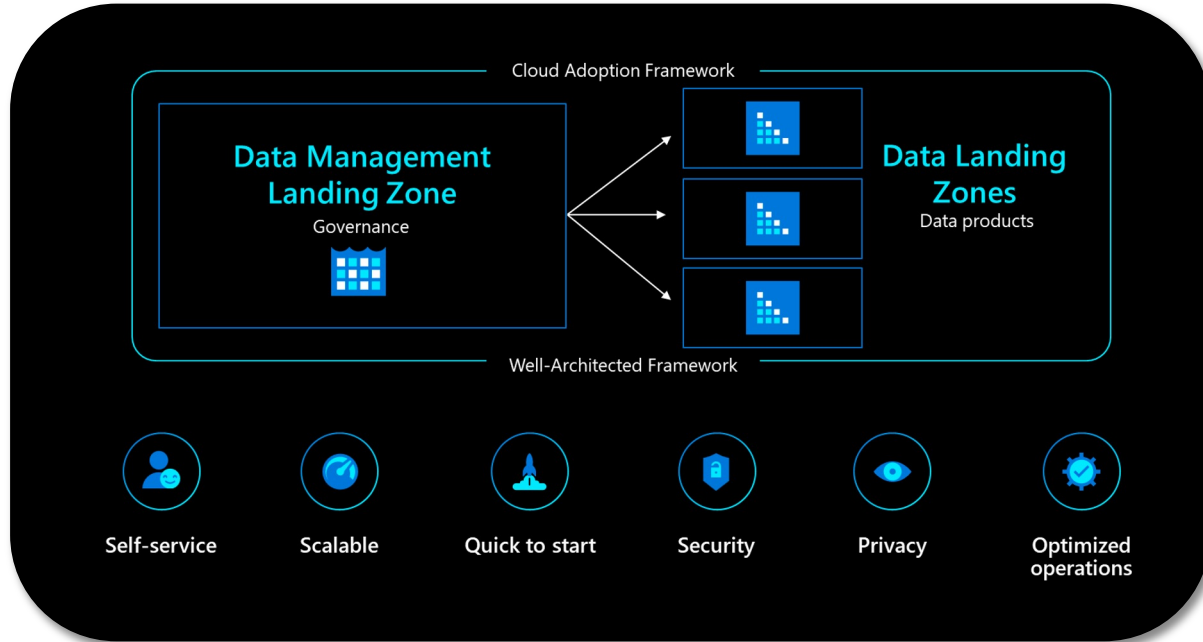 Cloud Adoption Framework
Data Management
Landing Zone
Governance
Data Landing
Zones
Data products
Well-Architected Framework
Self-service
Scalable
Quick to start
Security
Privacy
Optimized
operations